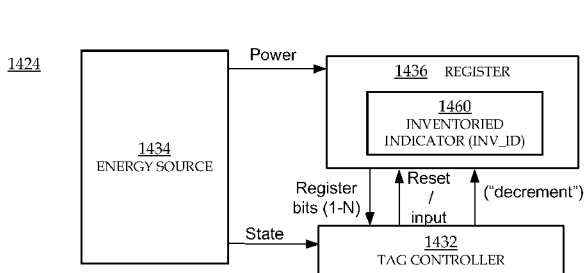 1424
Power
1436 REGISTER
1460
INVENTORIED
INDICATOR (INV_ID)
1434
ENERGY SOURCE
Register
bits (1-N)
Reset
/
input
("decrement")
State
1432
TAG CONTROLLER